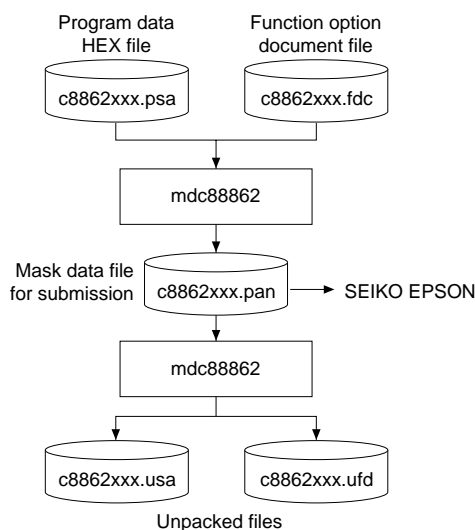 Program data
HEX file
Function option
document file
c8862xxx.psa
c8862xxx.fdc
mdc88862
Mask data file
for submission
c8862xxx.pan
SEIKO EPSON
mdc88862
c8862xxx.usa
c8862xxx.ufd
Unpacked files